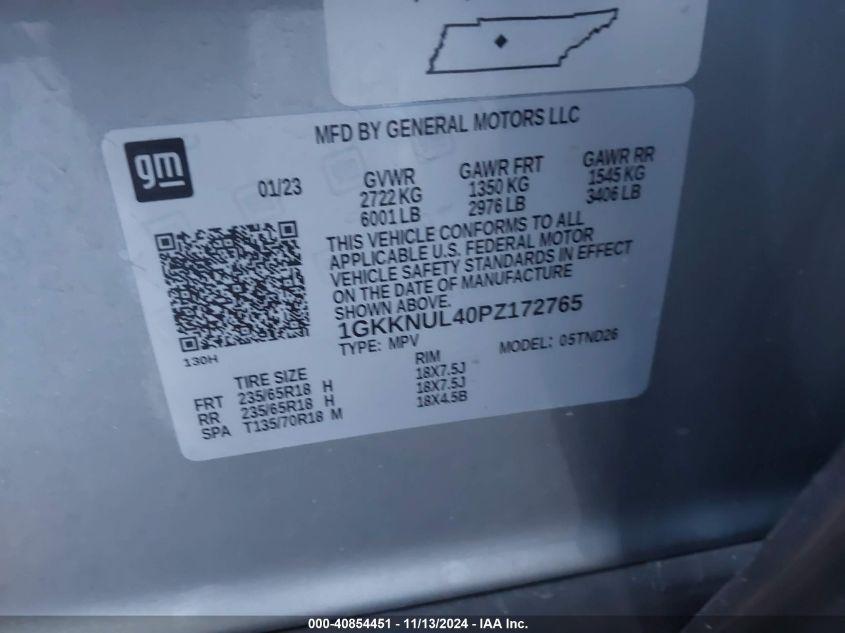 MFD BY GENERAL MOTORS LLC
gm
01/23
GVWR GAWR FRT GAWR RR
2722 KG 1350 KG 1545 KG
6001 LB 2976 LB 3406 LB
THIS VEHICLE CONFORMS TO ALL
APPLICABLE U.S. FEDERAL MOTOR
VEHICLE SAFETY STANDARDS IN EFFECT
ON THE DATE OF MANUFACTURE
SHOWN ABOVE.
1GKKNUL40PZ172765
TYPE: MPV MODEL: 05TND26
130H
TIRE SIZE RIM
FRT 235/65R18 H 18X7.5J
RR 235/65R18 H 18X7.5J
SPA T135/70R18 M 18X4.5B
000-40854451 - 11/13/2024 - IAA Inc.